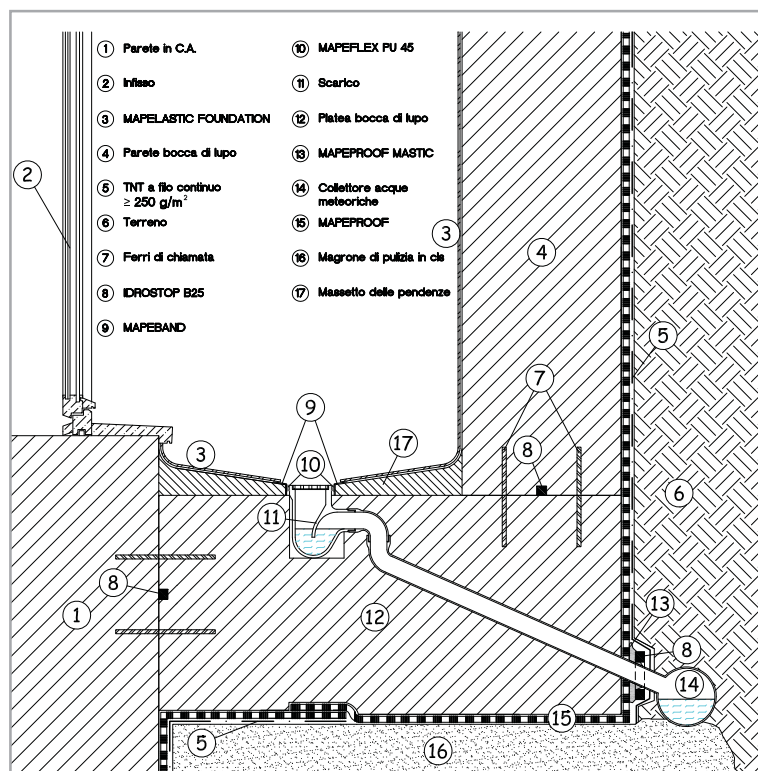 1 Parete in C.A.
2 Infisso
3 MAPELASTIC FOUNDATION
4 Parete bocca di lupo
5 TNT a filo continuo
≥ 250 g/m²
6 Terreno
7 Ferri di chiamata
8 IDROSTOP B25
9 MAPEBAND
10 MAPEFLEX PU 45
11 Scarico
12 Platea bocca di lupo
13 MAPEPROOF MASTIC
14 Collettore acque
meteoriche
15 MAPEPROOF
16 Magrone di pulizia in cls
17 Massetto delle pendenze
2
3
4
5
7
9
17
8
3
10
6
11
8
1
12
13
8
14
15
5
16